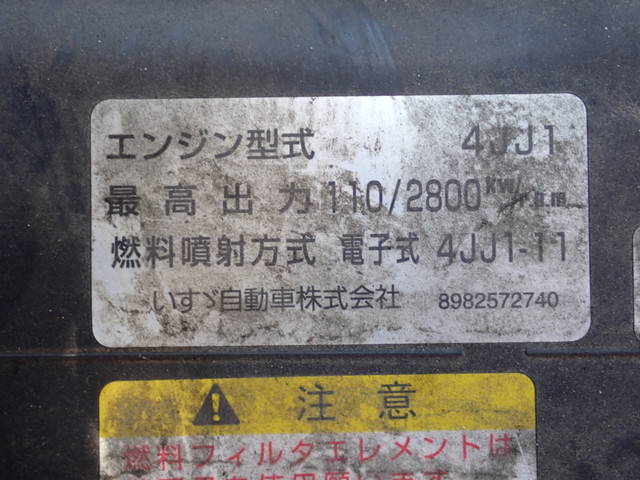 エンジン型式 4JJ1
最高出力 110/2800 kW/r.p.m
燃料噴射方式 電子式 4JJ1-11
いすゞ自動車株式会社 8982572740
注意
燃料フィルタエレメントは